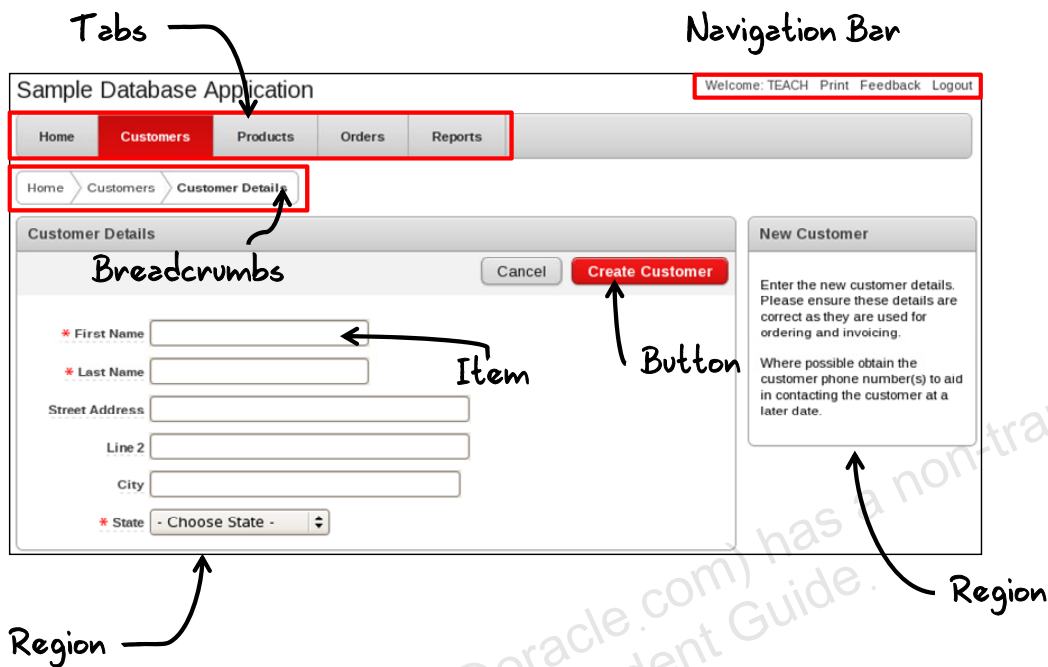 Tabs
Navigation Bar
Sample Database Application
Welcome: TEACH Print Feedback Logout
Home Customers Products Orders Reports
Home Customers Customer Details
Customer Details
New Customer
Breadcrumbs
Cancel Create Customer
Enter the new customer details.
Please ensure these details are
correct as they are used for
ordering and invoicing.
* First Name
Item
Button
Where possible obtain the
customer phone number(s) to aid
in contacting the customer at a
later date.
* Last Name
Street Address
Line 2
City
* State - Choose State -
Region
Region
oracle.com) has a non-tra
dent Guide.